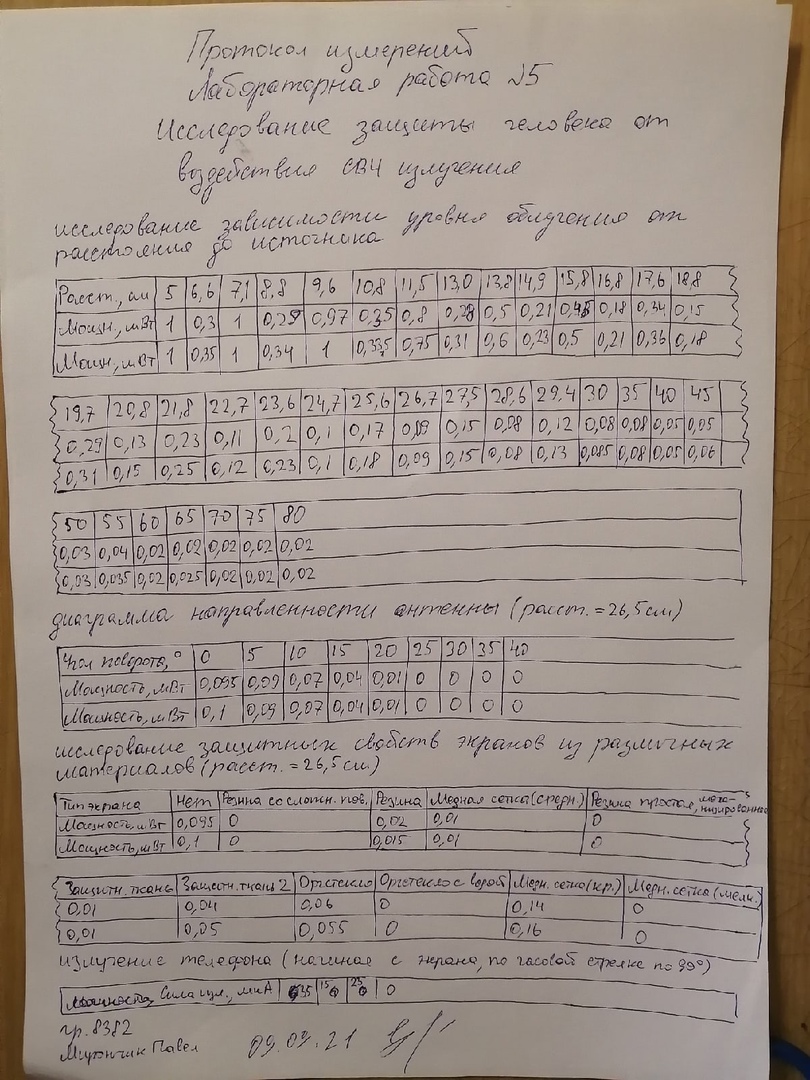 Протокол измерений
Лабораторная работа №5
Исследование защиты человека от
воздействия СВЧ излучения
исследование зависимости уровня облучения от
расстояния до источника
Расст., см 5 6,6 7,1 8,8 9,6 10,8 11,5 13,0 13,8 14,9 15,8 16,8 17,6 18,8
Мощн., мВт 1 0,3 1 0,29 0,97 0,35 0,8 0,28 0,5 0,21 0,45 0,18 0,34 0,15
Мощн., мВт 1 0,35 1 0,34 1 0,335 0,75 0,31 0,6 0,23 0,5 0,21 0,36 0,18
19,7 20,8 21,8 22,7 23,6 24,7 25,6 26,7 27,5 28,6 29,4 30 35 40 45
0,29 0,13 0,23 0,11 0,2 0,1 0,17 0,09 0,15 0,08 0,12 0,08 0,08 0,05 0,05
0,31 0,15 0,25 0,12 0,23 0,1 0,18 0,09 0,15 0,08 0,13 0,085 0,08 0,05 0,06
50 55 60 65 70 75 80
0,03 0,04 0,02 0,02 0,02 0,02 0,02
0,03 0,035 0,02 0,025 0,02 0,02 0,02
диаграмма направленности антенны (расст. = 26,5 см)
Угол поворота, ° 0 5 10 15 20 25 30 35 40
Мощность, мВт 0,095 0,09 0,07 0,04 0,01 0 0 0 0
Мощность, мВт 0,1 0,09 0,07 0,04 0,01 0 0 0 0
исследование защитных свойств экранов из различных
материалов (расст. = 26,5 см)
Тип экрана Нет Резина со сложн. пов. Резина Медная сетка (средн.) Резина простая, мета-
низированная
Мощность, мВт 0,095 0 0,02 0,01 0
Мощность, мВт 0,1 0 0,015 0,01 0
Защитн. ткань Защитн. ткань 2 Оргстекло Оргстекло с Медн. сетка (кр.) Медн. сетка (мелк.)
0,01 0,04 0,06 0 0,14 0
0,01 0,05 0,055 0 0,16 0
излучение телефона (начиная с экрана, по часовой стрелке по 90°)
Сила изл., мкА 35 15 25 0
гр. 8382
Мирончик Павел 09.09.21